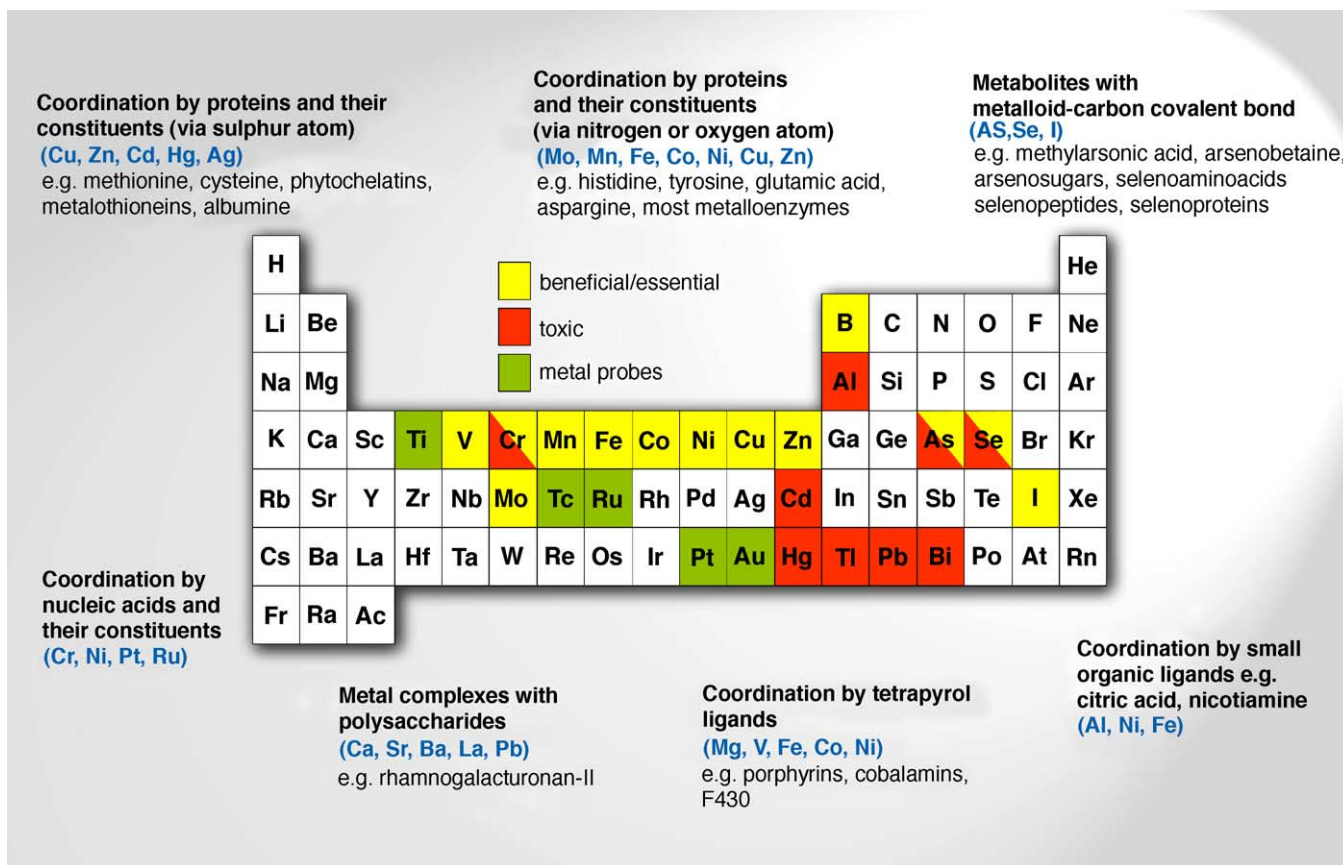 Coordination by proteins and their
constituents (via sulphur atom)
(Cu, Zn, Cd, Hg, Ag)
e.g. methionine, cysteine, phytochelatins,
metalothioneins, albumine
Coordination by proteins
and their constituents
(via nitrogen or oxygen atom)
(Mo, Mn, Fe, Co, Ni, Cu, Zn)
e.g. histidine, tyrosine, glutamic acid,
aspargine, most metalloenzymes
Metabolites with
metalloid-carbon covalent bond
(AS,Se, I)
e.g. methylarsonic acid, arsenobetaine,
arsenosugars, selenoaminoacids
selenopeptides, selenoproteins
beneficial/essential
toxic
metal probes
H He
Li Be B C N O F Ne
Na Mg Al Si P S Cl Ar
K Ca Sc Ti V Cr Mn Fe Co Ni Cu Zn Ga Ge As Se Br Kr
Rb Sr Y Zr Nb Mo Tc Ru Rh Pd Ag Cd In Sn Sb Te I Xe
Cs Ba La Hf Ta W Re Os Ir Pt Au Hg Tl Pb Bi Po At Rn
Fr Ra Ac
Coordination by
nucleic acids and
their constituents
(Cr, Ni, Pt, Ru)
Metal complexes with
polysaccharides
(Ca, Sr, Ba, La, Pb)
e.g. rhamnogalacturonan-II
Coordination by tetrapyrol
ligands
(Mg, V, Fe, Co, Ni)
e.g. porphyrins, cobalamins,
F430
Coordination by small
organic ligands e.g.
citric acid, nicotiamine
(Al, Ni, Fe)